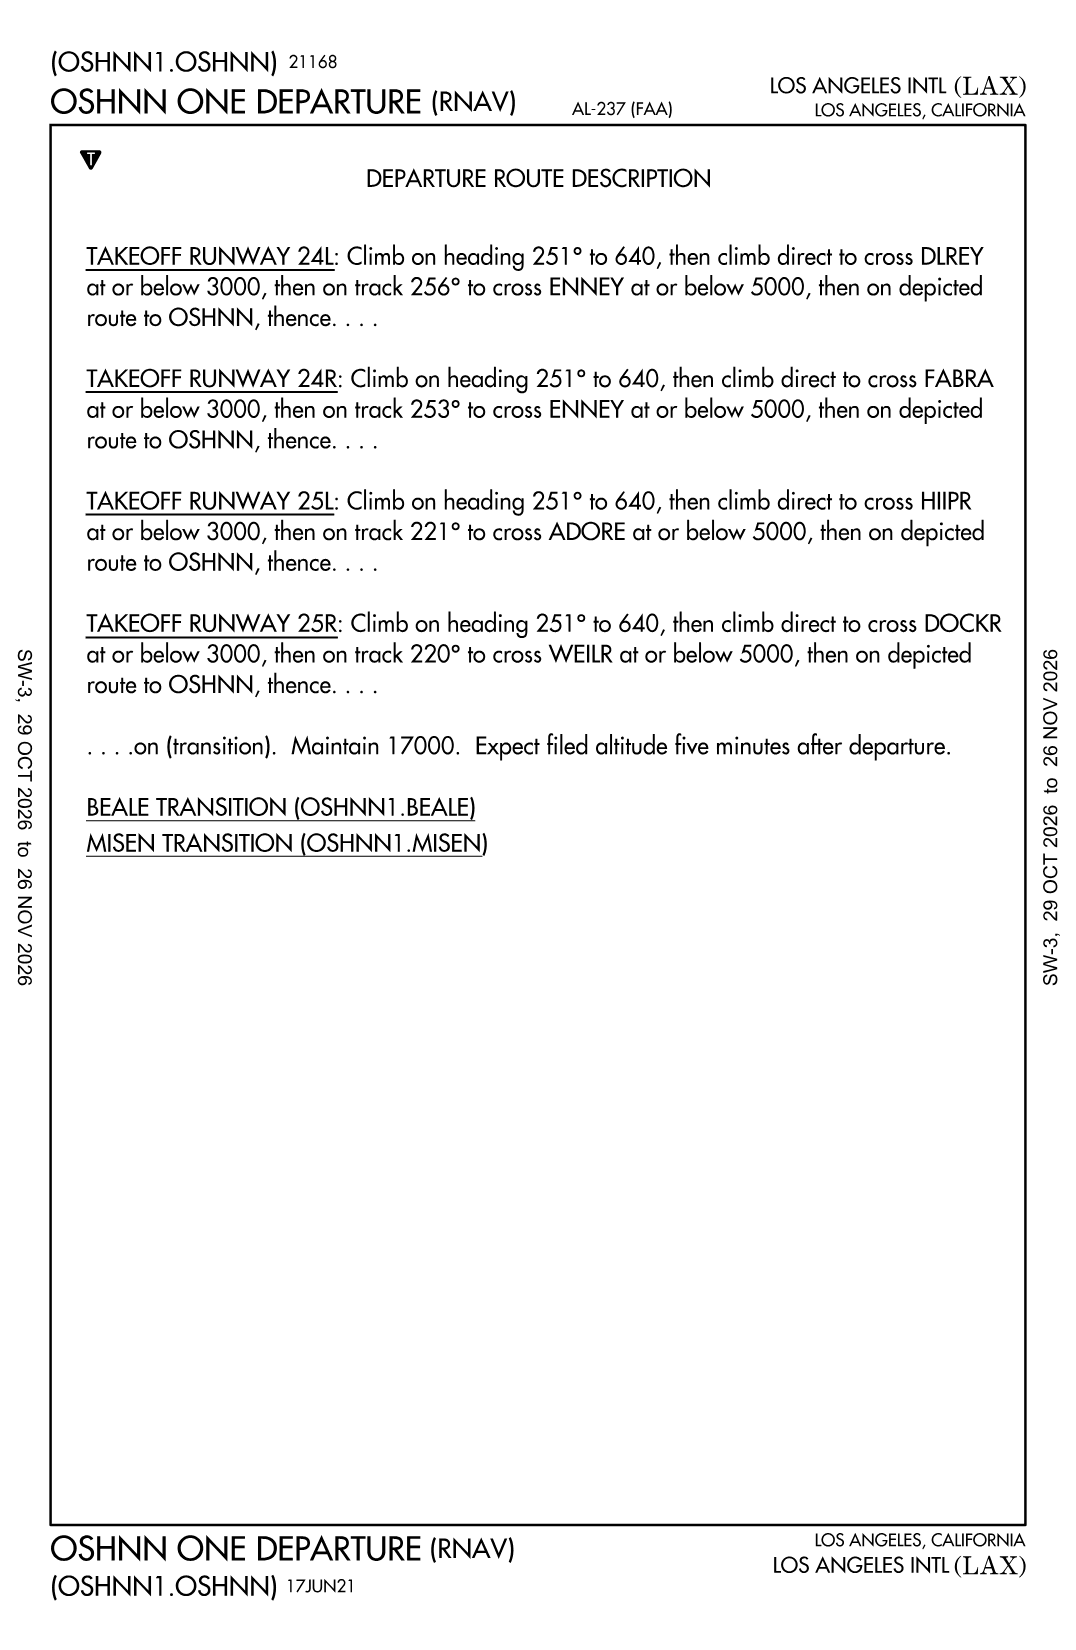 (OSHNN1.OSHNN) 21168
OSHNN ONE DEPARTURE (RNAV)
AL-237 (FAA)
LOS ANGELES INTL (LAX)
LOS ANGELES, CALIFORNIA
T
DEPARTURE ROUTE DESCRIPTION
TAKEOFF RUNWAY 24L: Climb on heading 251° to 640, then climb direct to cross DLREY
at or below 3000, then on track 256° to cross ENNEY at or below 5000, then on depicted
route to OSHNN, thence. . . .
TAKEOFF RUNWAY 24R: Climb on heading 251° to 640, then climb direct to cross FABRA
at or below 3000, then on track 253° to cross ENNEY at or below 5000, then on depicted
route to OSHNN, thence. . . .
TAKEOFF RUNWAY 25L: Climb on heading 251° to 640, then climb direct to cross HIIPR
at or below 3000, then on track 221° to cross ADORE at or below 5000, then on depicted
route to OSHNN, thence. . . .
TAKEOFF RUNWAY 25R: Climb on heading 251° to 640, then climb direct to cross DOCKR
at or below 3000, then on track 220° to cross WEILR at or below 5000, then on depicted
route to OSHNN, thence. . . .
. . . .on (transition). Maintain 17000. Expect filed altitude five minutes after departure.
BEALE TRANSITION (OSHNN1.BEALE)
MISEN TRANSITION (OSHNN1.MISEN)
SW-3, 29 OCT 2026 to 26 NOV 2026
SW-3, 29 OCT 2026 to 26 NOV 2026
OSHNN ONE DEPARTURE (RNAV)
(OSHNN1.OSHNN) 17JUN21
LOS ANGELES, CALIFORNIA
LOS ANGELES INTL (LAX)